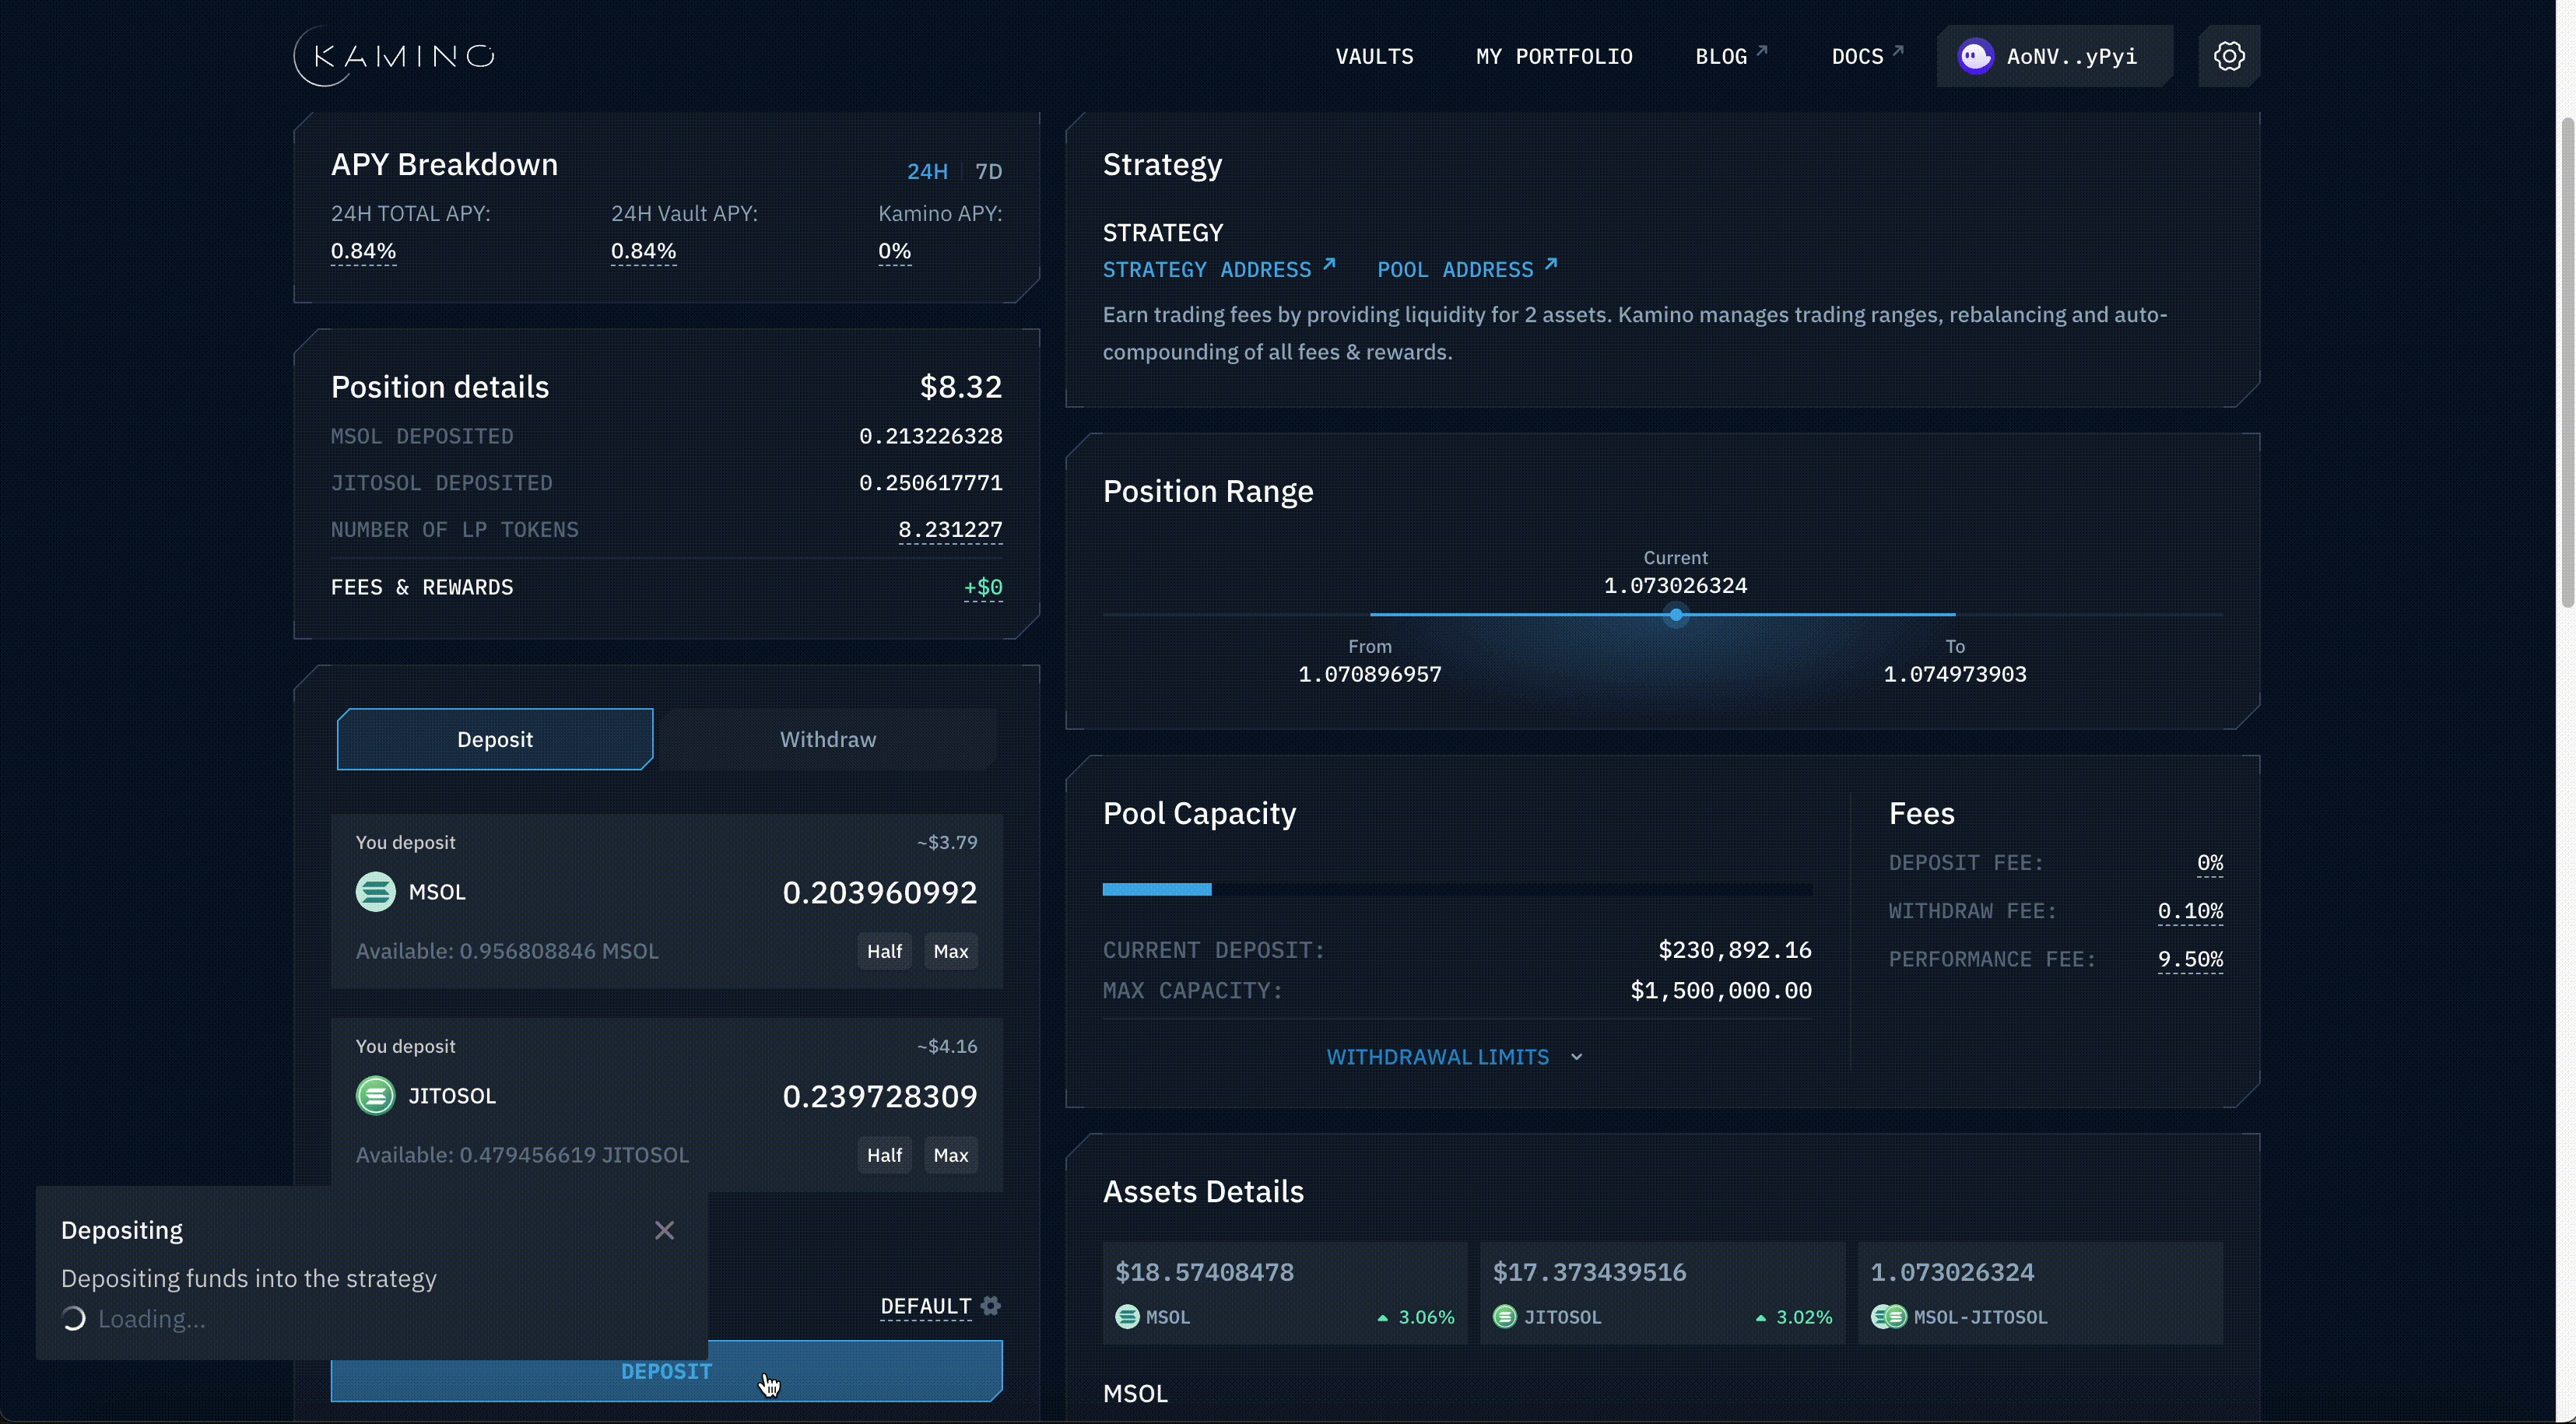 KAMINO
VAULTS
MY PORTFOLIO
BLOG
DOCS
AoNV..yPyi
APY Breakdown
24H
7D
24H TOTAL APY:
24H Vault APY:
Kamino APY:
0.84%
0.84%
0%
Position details
$8.32
MSOL DEPOSITED
0.213226328
JITOSOL DEPOSITED
0.250617771
NUMBER OF LP TOKENS
8.231227
FEES & REWARDS
+$0
Deposit
Withdraw
You deposit
~$3.79
MSOL
0.203960992
Available: 0.956808846 MSOL
Half
Max
You deposit
~$4.16
JITOSOL
0.239728309
Available: 0.479456619 JITOSOL
Half
Max
Depositing
Depositing funds into the strategy
Loading...
DEFAULT
DEPOSIT
Strategy
STRATEGY
STRATEGY ADDRESS
POOL ADDRESS
Earn trading fees by providing liquidity for 2 assets. Kamino manages trading ranges, rebalancing and auto-
compounding of all fees & rewards.
Position Range
Current
1.073026324
From
To
1.070896957
1.074973903
Pool Capacity
CURRENT DEPOSIT:
$230,892.16
MAX CAPACITY:
$1,500,000.00
WITHDRAWAL LIMITS
Fees
DEPOSIT FEE:
0%
WITHDRAW FEE:
0.10%
PERFORMANCE FEE:
9.50%
Assets Details
$18.57408478
MSOL
3.06%
$17.373439516
JITOSOL
3.02%
1.073026324
MSOL-JITOSOL
MSOL